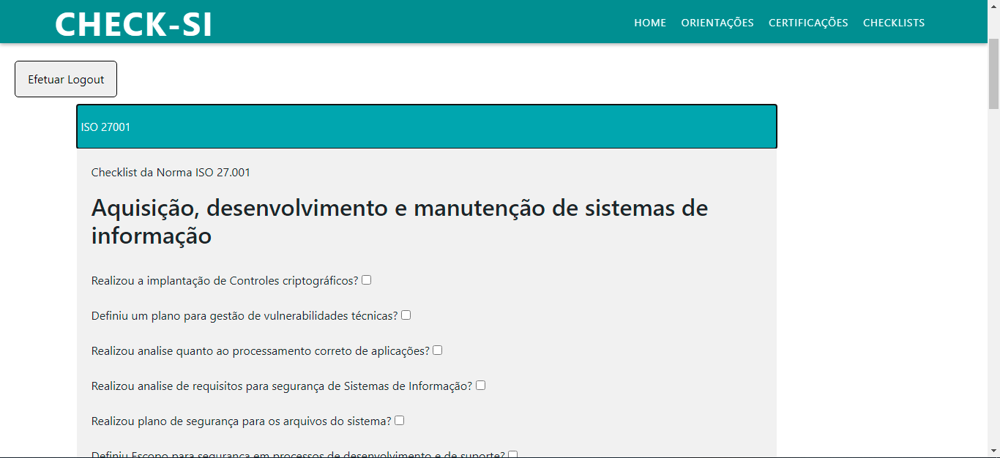 CHECK-SI
HOME
ORIENTAÇÕES
CERTIFICAÇÕES
CHECKLISTS
Efetuar Logout
ISO 27001
Checklist da Norma ISO 27.001
Aquisição, desenvolvimento e manutenção de sistemas de
informação
Realizou a implantação de Controles criptográficos?
Definiu um plano para gestão de vulnerabilidades técnicas?
Realizou analise quanto ao processamento correto de aplicações?
Realizou analise de requisitos para segurança de Sistemas de Informação?
Realizou plano de segurança para os arquivos do sistema?
Definiu Escopo para segurança em processos de desenvolvimento e de suporte?